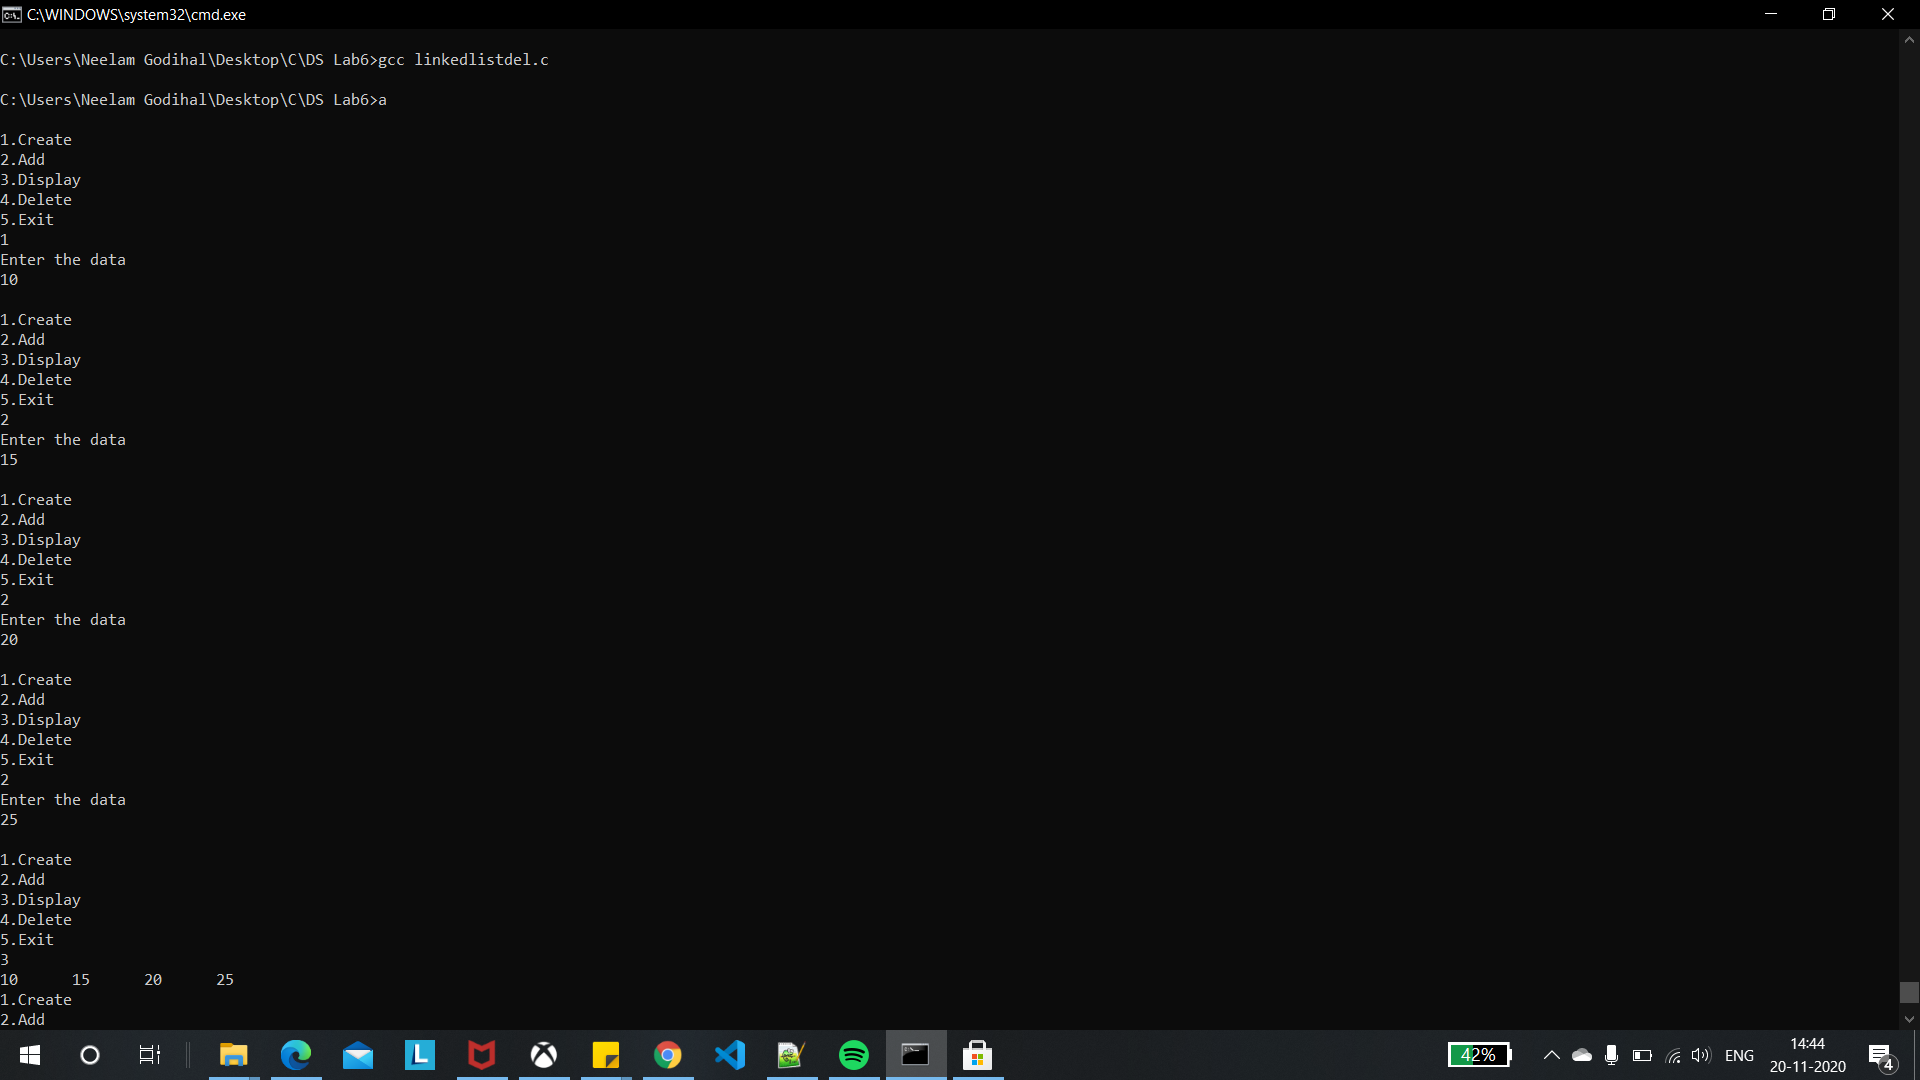 C:\WINDOWS\system32\cmd.exe
C:\Users\Neelam Godihal\Desktop\C\DS Lab6>gcc linkedlistdel.c
C:\Users\Neelam Godihal\Desktop\C\DS Lab6>a
1.Create
2.Add
3.Display
4.Delete
5.Exit
1
Enter the data
10
1.Create
2.Add
3.Display
4.Delete
5.Exit
2
Enter the data
15
1.Create
2.Add
3.Display
4.Delete
5.Exit
2
Enter the data
20
1.Create
2.Add
3.Display
4.Delete
5.Exit
2
Enter the data
25
1.Create
2.Add
3.Display
4.Delete
5.Exit
3
10 15 20 25
1.Create
2.Add
L
42%
ENG
14:44
20-11-2020
4